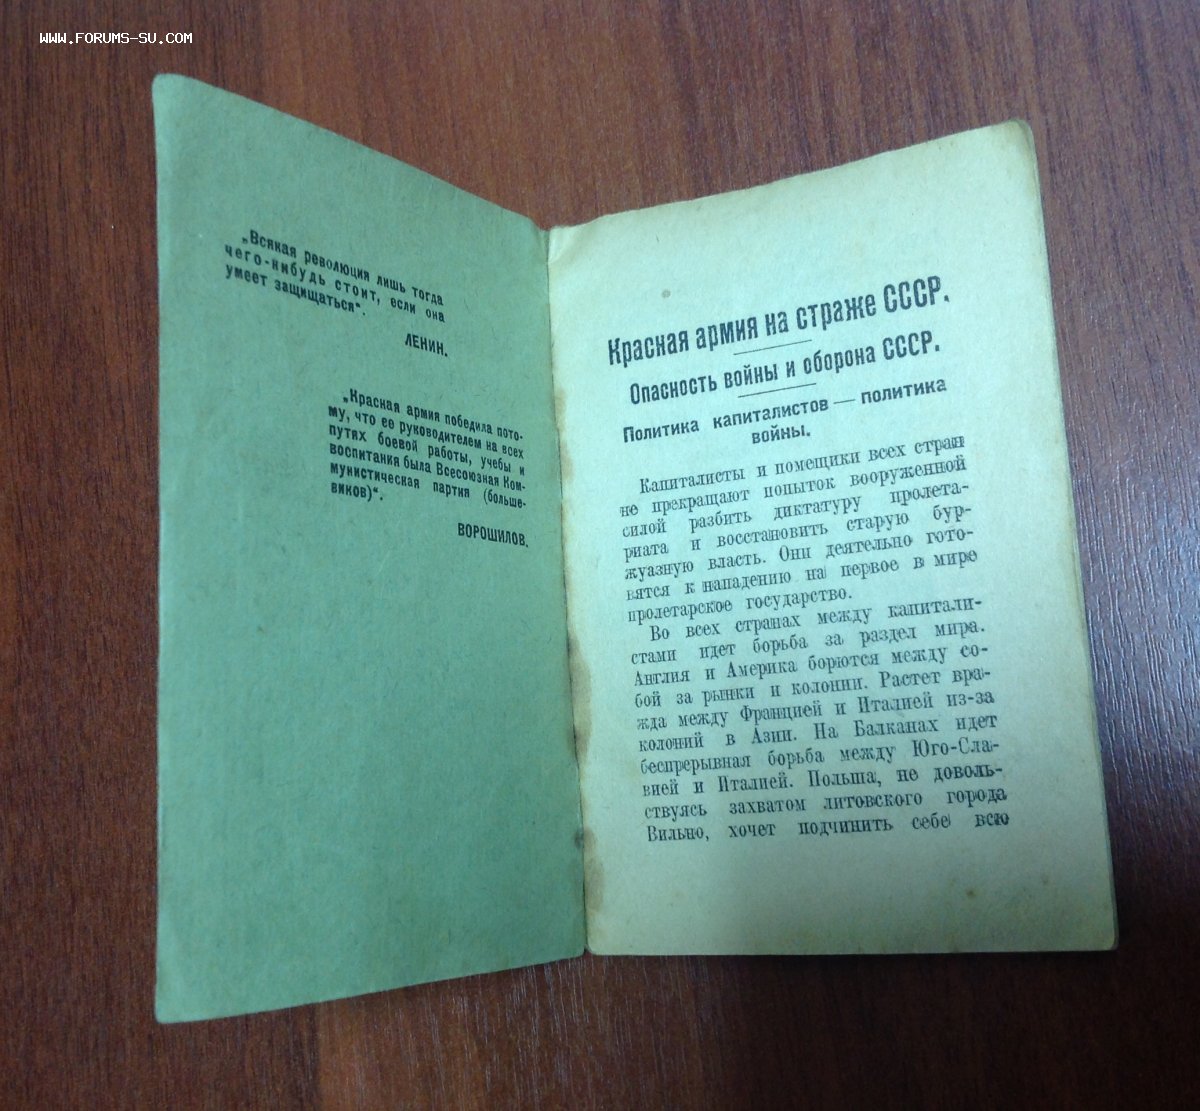 WWW.FORUMS-SU.COM
„Всякая революция лишь тогда
чего-нибудь стоит, если она
умеет защищаться“.
ЛЕНИН.
„Красная армия победила пото-
му, что ее руководителем на всех
путях боевой работы, учебы и
воспитания была Всесоюзная Ком-
мунистическая партия (больше-
виков)“.
ВОРОШИЛОВ.
Красная армия на страже СССР.
Опасность войны и оборона СССР.
Политика капиталистов — политика
войны.
Капиталисты и помещики всех стран
не прекращают попыток вооруженной
силой разбить диктатуру пролета-
риата и восстановить старую бур-
жуазную власть. Они деятельно гото-
вятся к нападению на первое в мире
пролетарское государство.
Во всех странах между капитали-
стами идет борьба за раздел мира.
Англия и Америка борются между со-
бой за рынки и колонии. Растет вра-
жда между Францией и Италией из-за
колоний в Азии. На Балканах идет
беспрерывная борьба между Юго-Сла-
вией и Италией. Польша, не доволь-
ствуясь захватом литовского города
Вильно, хочет подчинить себе всю